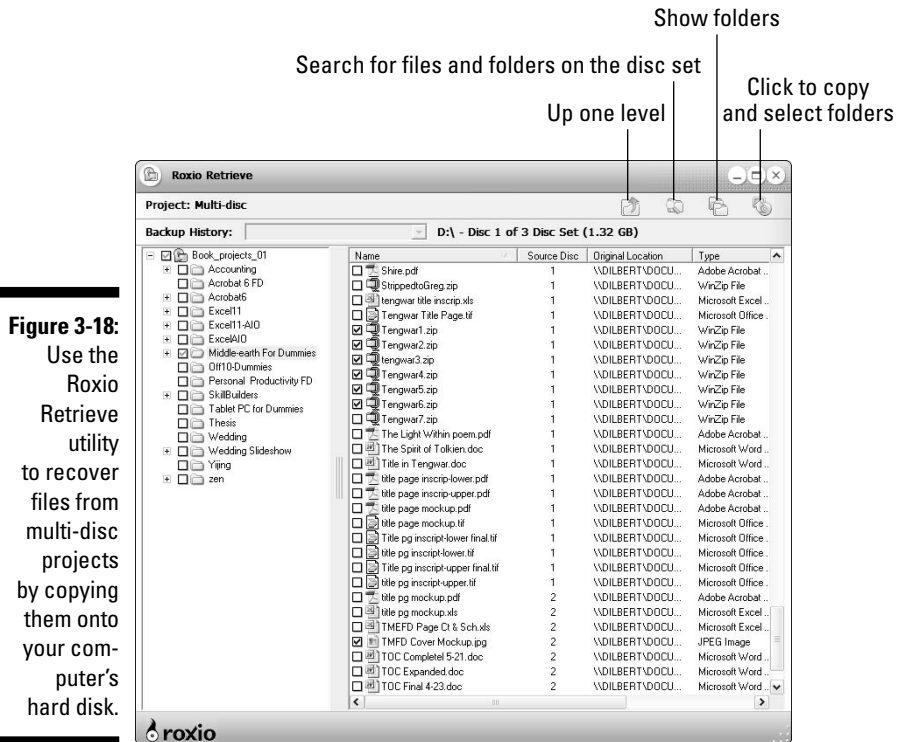 Show folders
Search for files and folders on the disc set
Click to copy
and select folders
Up one level
Roxio Retrieve
Project: Multi-disc
Backup History:
D:\ - Disc 1 of 3 Disc Set (1.32 GB)
Book_projects_01
Accounting
Acrobat 6 FD
Acrobat6
Excel11
Excel11-AIO
ExcelAIO
Middle-earth For Dummies
Off10-Dummies
Personal Productivity FD
SkillBuilders
Tablet PC for Dummies
Thesis
Wedding
Wedding Slideshow
Yijing
zen
Name Source Disc Original Location Type
Shire.pdf 1 \\DILBERT\DOCU... Adobe Acrobat ..
StrippedtoGreg.zip 1 \\DILBERT\DOCU... WinZip File
tengwar title inscrip.xls 1 \\DILBERT\DOCU... Microsoft Excel ..
Tengwar Title Page.tif 1 \\DILBERT\DOCU... Microsoft Office .
Tengwar1.zip 1 \\DILBERT\DOCU... WinZip File
Tengwar2.zip 1 \\DILBERT\DOCU... WinZip File
tengwar3.zip 1 \\DILBERT\DOCU... WinZip File
Tengwar4.zip 1 \\DILBERT\DOCU... WinZip File
Tengwar5.zip 1 \\DILBERT\DOCU... WinZip File
Tengwar6.zip 1 \\DILBERT\DOCU... WinZip File
Tengwar7.zip 1 \\DILBERT\DOCU... WinZip File
The Light Within poem.pdf 1 \\DILBERT\DOCU... Adobe Acrobat ..
The Spirit of Tolkien.doc 1 \\DILBERT\DOCU... Microsoft Word ..
Title in Tengwar.doc 1 \\DILBERT\DOCU... Microsoft Word ..
title page inscrip-lower.pdf 1 \\DILBERT\DOCU... Adobe Acrobat ..
title page inscrip-upper.pdf 1 \\DILBERT\DOCU... Adobe Acrobat ..
title page mockup.pdf 1 \\DILBERT\DOCU... Adobe Acrobat ..
title page mockup.tif 1 \\DILBERT\DOCU... Microsoft Office .
Title pg inscript-lower final.tif 1 \\DILBERT\DOCU... Microsoft Office .
title pg inscript-lower.tif 1 \\DILBERT\DOCU... Microsoft Office .
Title pg inscript-upper final.tif 1 \\DILBERT\DOCU... Microsoft Office .
title pg inscript-upper.tif 1 \\DILBERT\DOCU... Microsoft Office .
title pg mockup.pdf 2 \\DILBERT\DOCU... Adobe Acrobat ..
title pg mockup.xls 2 \\DILBERT\DOCU... Microsoft Excel ..
TMEFD Page Ct & Sch.xls 2 \\DILBERT\DOCU... Microsoft Excel ..
TMFD Cover Mockup.jpg 2 \\DILBERT\DOCU... JPEG Image
TOC Completel 5-21.doc 2 \\DILBERT\DOCU... Microsoft Word ..
TOC Expanded.doc 2 \\DILBERT\DOCU... Microsoft Word ..
TOC Final 4-23.doc 2 \\DILBERT\DOCU... Microsoft Word ..
roxio
Figure 3-18:
Use the
Roxio
Retrieve
utility
to recover
files from
multi-disc
projects
by copying
them onto
your com-
puter's
hard disk.